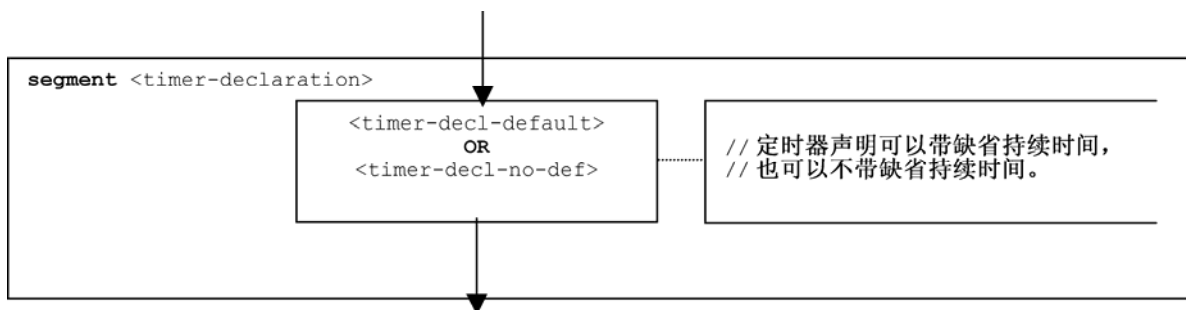 segment <timer-declaration>
<timer-decl-default>
OR
<timer-decl-no-def>
// 定时器声明可以带缺省持续时间，
// 也可以不带缺省持续时间。